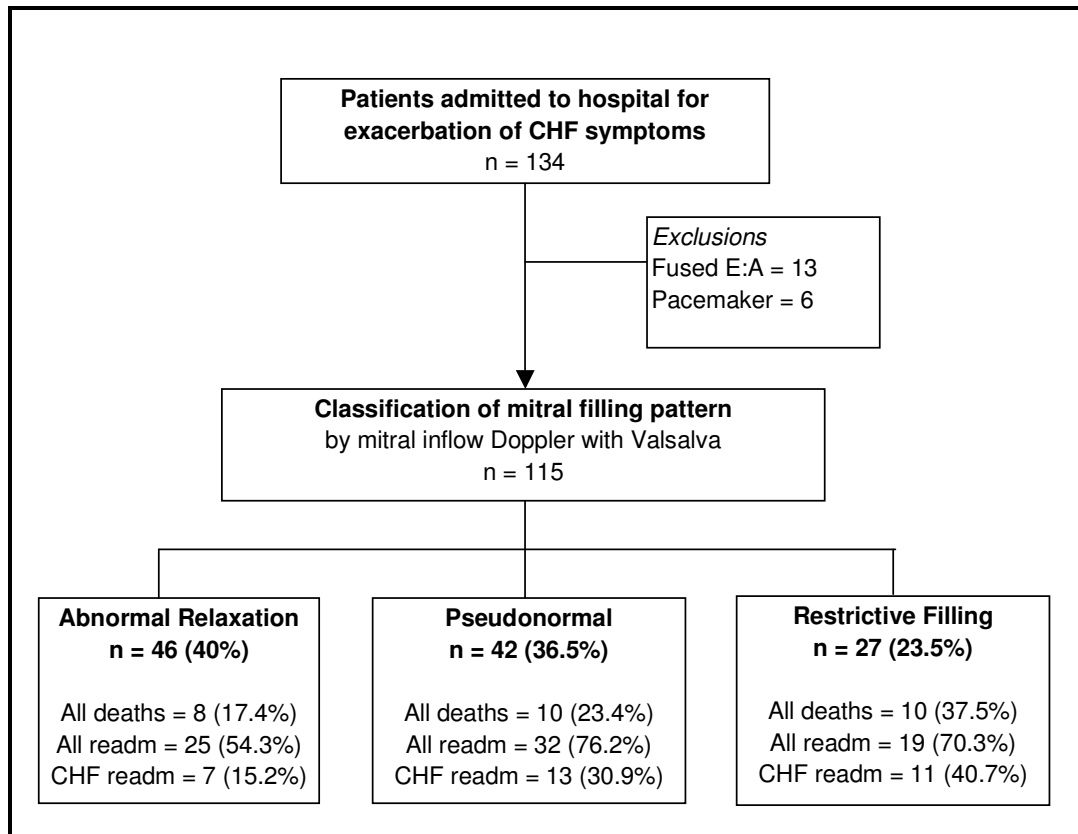 Patients admitted to hospital for
exacerbation of CHF symptoms
n = 134
Exclusions
Fused E:A = 13
Pacemaker = 6
Classification of mitral filling pattern
by mitral inflow Doppler with Valsalva
n = 115
Abnormal Relaxation
n = 46 (40%)
All deaths = 8 (17.4%)
All readm = 25 (54.3%)
CHF readm = 7 (15.2%)
Pseudonormal
n = 42 (36.5%)
All deaths = 10 (23.4%)
All readm = 32 (76.2%)
CHF readm = 13 (30.9%)
Restrictive Filling
n = 27 (23.5%)
All deaths = 10 (37.5%)
All readm = 19 (70.3%)
CHF readm = 11 (40.7%)